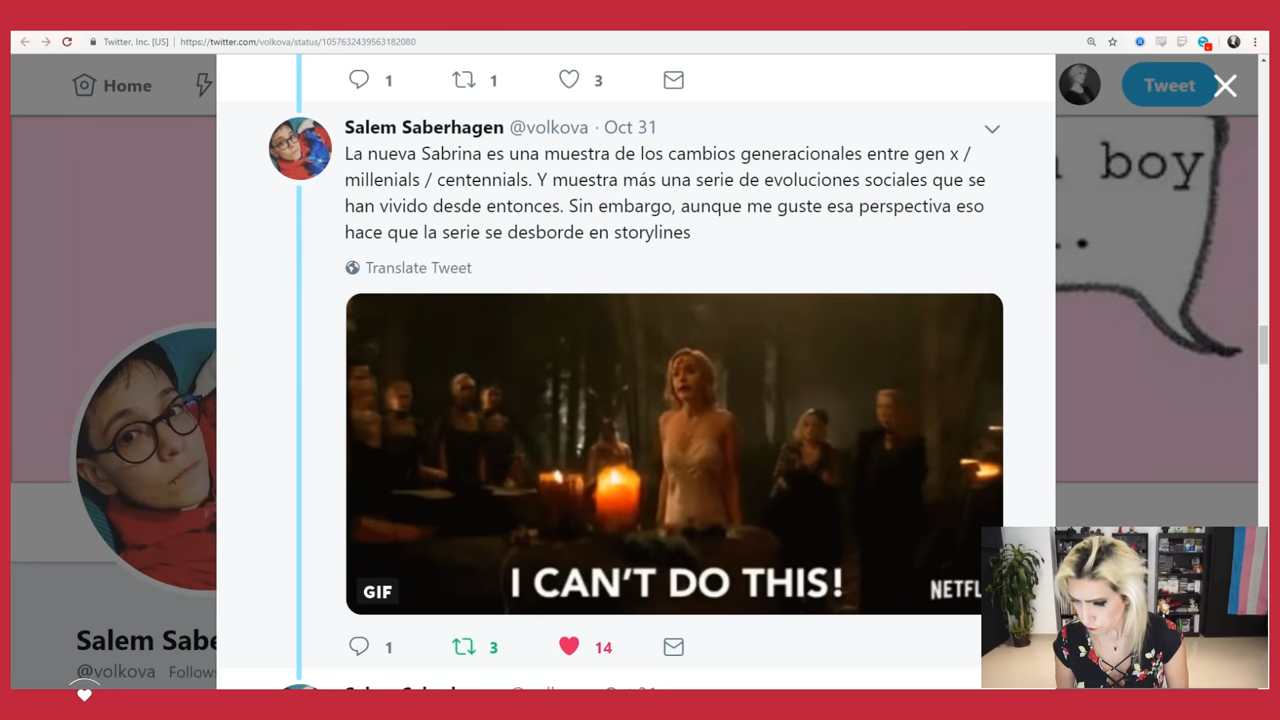 Twitter, Inc. [US] | https://twitter.com/volkova/status/1057632439563182080
Home
Tweet
1 1 3
Salem Saberhagen @volkova · Oct 31
La nueva Sabrina es una muestra de los cambios generacionales entre gen x /
millenials / centennials. Y muestra más una serie de evoluciones sociales que se
han vivido desde entonces. Sin embargo, aunque me guste esa perspectiva eso
hace que la serie se desborde en storylines
Translate Tweet
boy
..
I CAN'T DO THIS!
GIF
NETFL
1 3 14
Salem Sabe
@volkova Follows